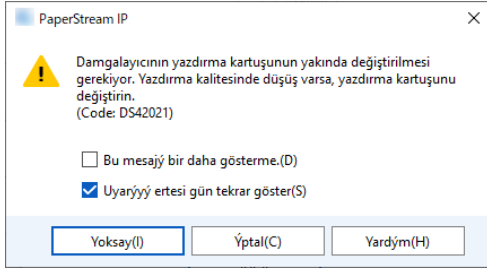 PaperStream IP
Damgalayıcının yazdırma kartuşunun yakında değiştirilmesi
gerekiyor. Yazdırma kalitesinde düşüş varsa, yazdırma kartuşunu
değiştirin.
(Code: DS42021)
Bu mesajý bir daha gösterme.(D)
Uyarýyý ertesi gün tekrar göster(S)
Yoksay(I)
Ýptal(C)
Yardým(H)